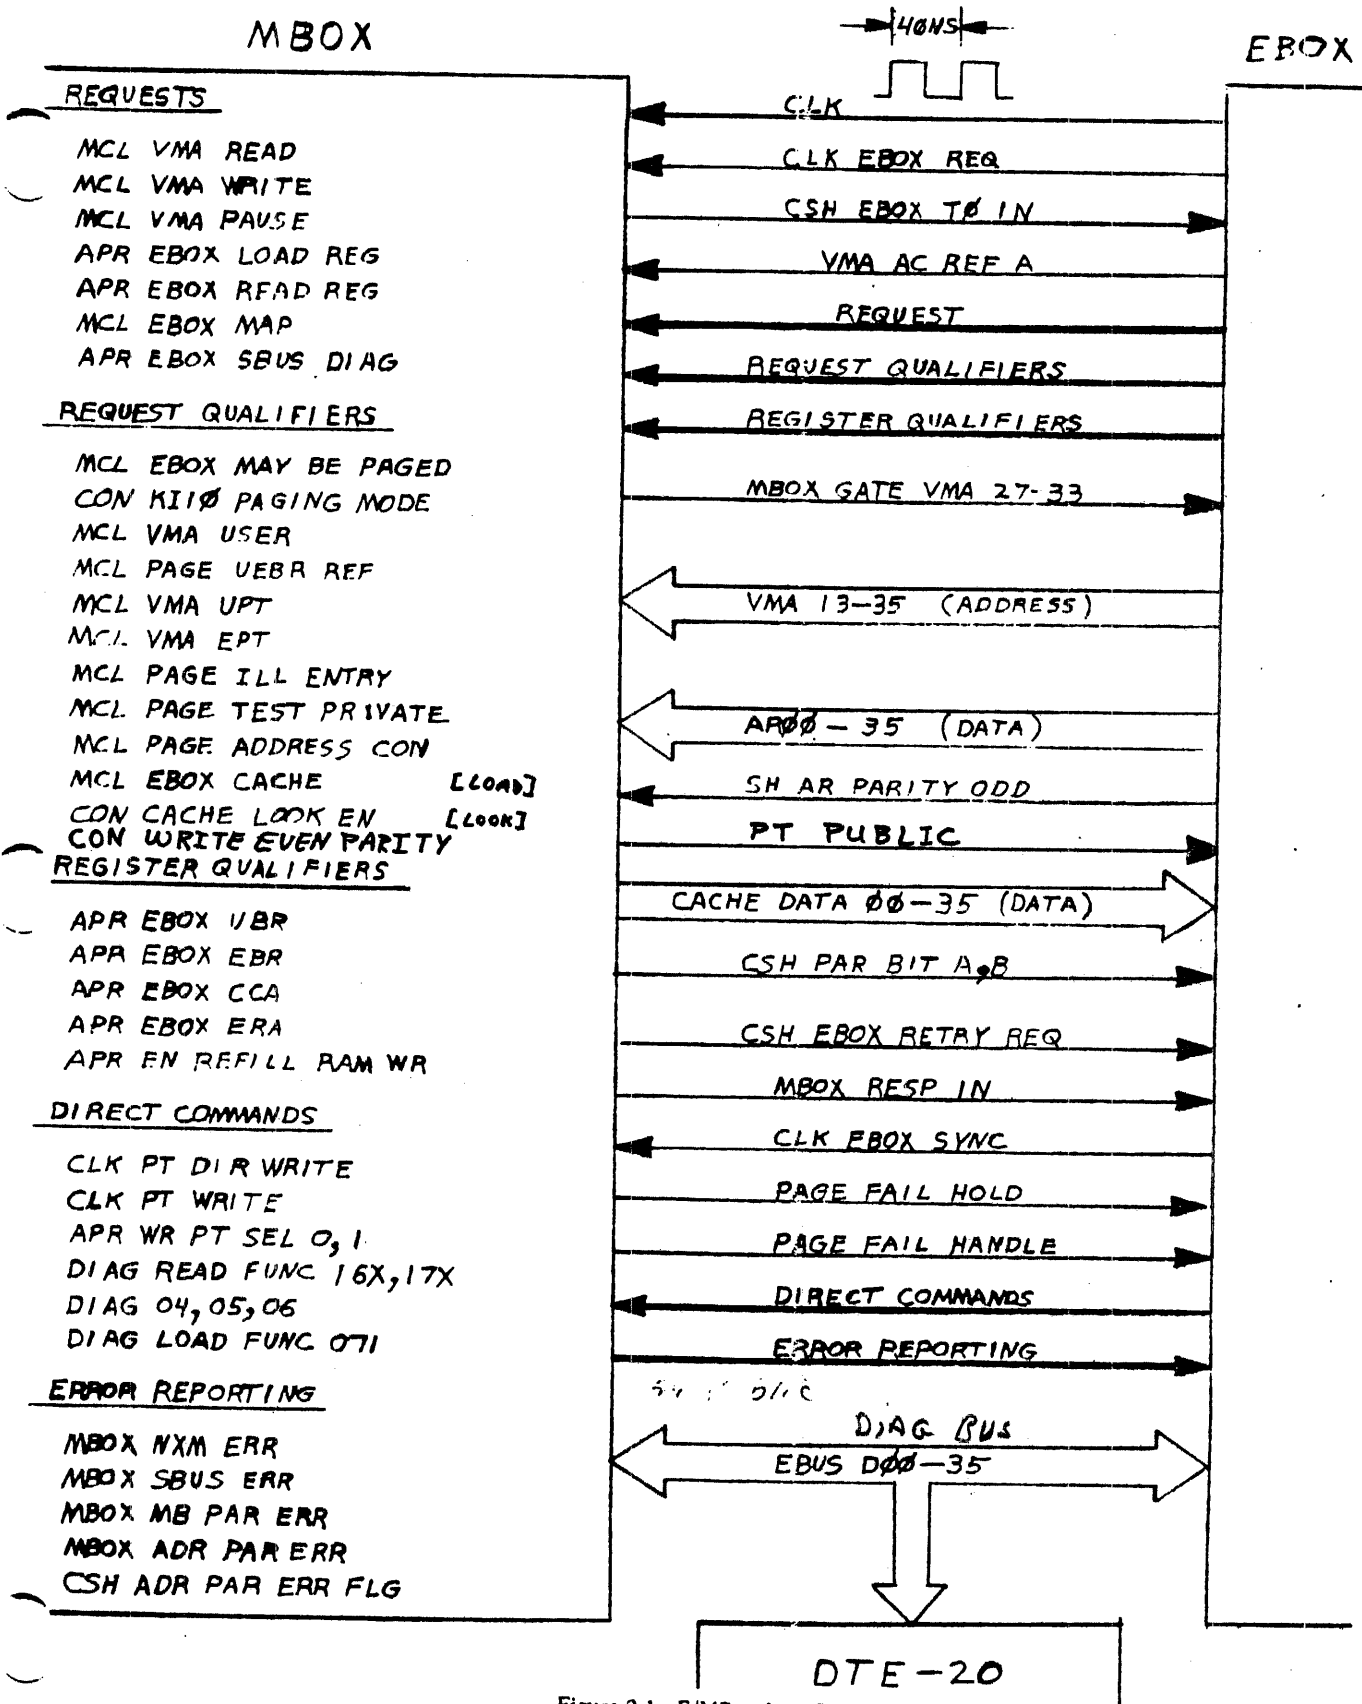 MBOX
REQUESTS
MCL VMA READ
MCL VMA WRITE
MCL VMA PAUSE
APR EBOX LOAD REG
APR EBOX READ REG
MCL EBOX MAP
APR EBOX SBUS DIAG
REQUEST QUALIFIERS
MCL EBOX MAY BE PAGED
CON KI1Ø PAGING MODE
MCL VMA USER
MCL PAGE UEBR REF
MCL VMA UPT
MCL VMA EPT
MCL PAGE ILL ENTRY
MCL PAGE TEST PRIVATE
MCL PAGE ADDRESS CON
MCL EBOX CACHE [LOAD]
CON CACHE LOOK EN [LOOK]
CON WRITE EVEN PARITY
REGISTER QUALIFIERS
APR EBOX UBR
APR EBOX EBR
APR EBOX CCA
APR EBOX ERA
APR EN REFILL RAM WR
DIRECT COMMANDS
CLK PT DIR WRITE
CLK PT WRITE
APR WR PT SEL 0,1
DIAG READ FUNC 16X,17X
DIAG 04,05,06
DIAG LOAD FUNC 071
ERROR REPORTING
MBOX NXM ERR
MBOX SBUS ERR
MBOX MB PAR ERR
MBOX ADR PAR ERR
CSH ADR PAR ERR FLG
4ØNS
CLK
CLK EBOX REQ
CSH EBOX TØ IN
VMA AC REF A
REQUEST
REQUEST QUALIFIERS
REGISTER QUALIFIERS
MBOX GATE VMA 27-33
VMA 13-35 (ADDRESS)
ARØØ-35 (DATA)
SH AR PARITY ODD
PT PUBLIC
CACHE DATA ØØ-35 (DATA)
CSH PAR BIT A,B
CSH EBOX RETRY REQ
MBOX RESP IN
CLK EBOX SYNC
PAGE FAIL HOLD
PAGE FAIL HANDLE
DIRECT COMMANDS
ERROR REPORTING
DIAG BUS
EBUS DØØ-35
DTE-20
EBOX